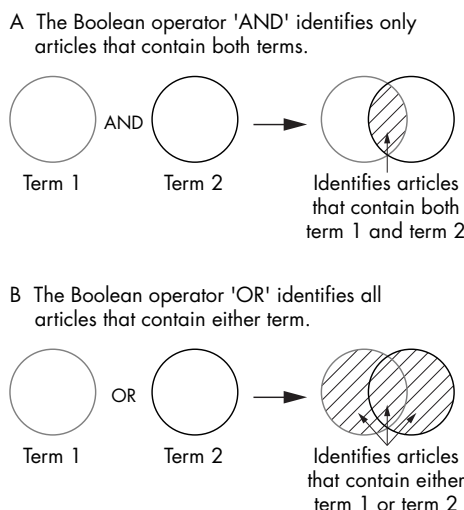 A The Boolean operator 'AND' identifies only
articles that contain both terms.
AND
Term 1
Term 2
Identifies articles
that contain both
term 1 and term 2
B The Boolean operator 'OR' identifies all
articles that contain either term.
OR
Term 1
Term 2
Identifies articles
that contain either
term 1 or term 2